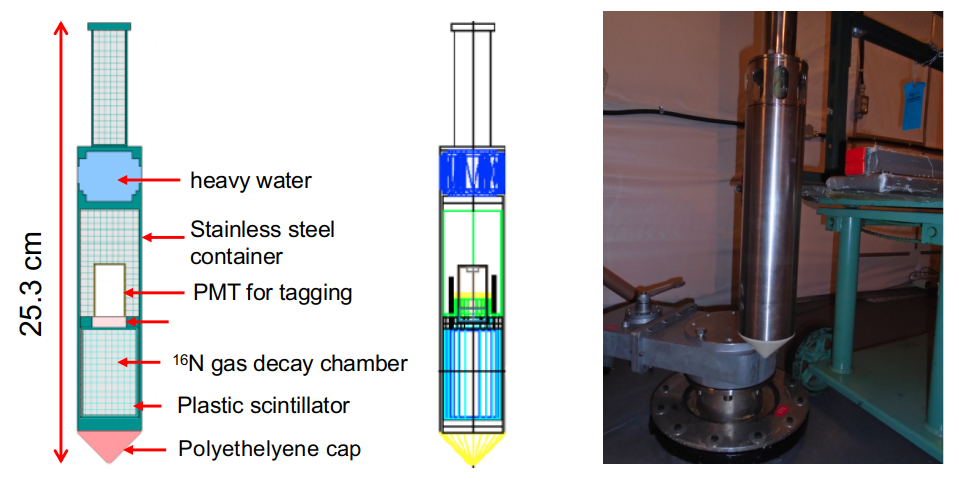 25.3 cm
heavy water
Stainless steel
container
PMT for tagging
¹⁶N gas decay chamber
Plastic scintillator
Polyethelyene cap